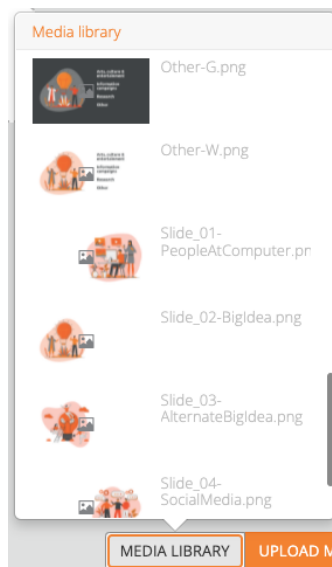 Media library
Other-G.png
Other-W.png
Slide_01-
PeopleAtComputer.pn
Slide_02-BigIdea.png
Slide_03-
AlternateBigIdea.png
Slide_04-
SocialMedia.png
MEDIA LIBRARY
UPLOAD M